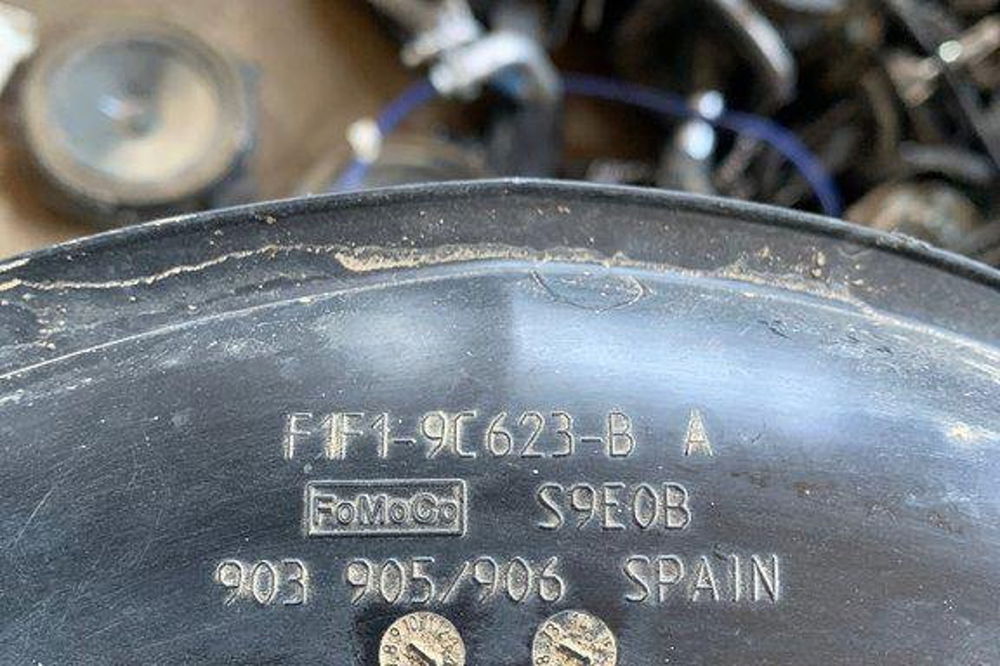 F1F1-9C623-B A
FoMoCo S9E0B
903 905/906 SPAIN